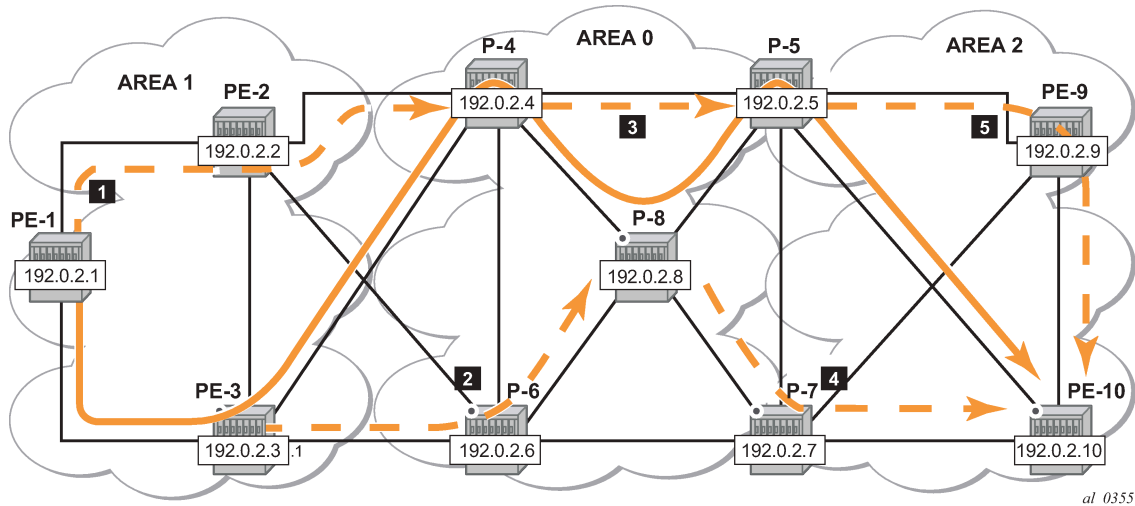 AREA 0
P-4
P-5
AREA 2
AREA 1
PE-2
PE-9
192.0.2.4
192.0.2.5
3
5
192.0.2.2
192.0.2.9
1
PE-1
P-8
192.0.2.1
192.0.2.8
2
4
PE-3
P-6
P-7
PE-10
192.0.2.3
.1
192.0.2.6
192.0.2.7
192.0.2.10
al_0355